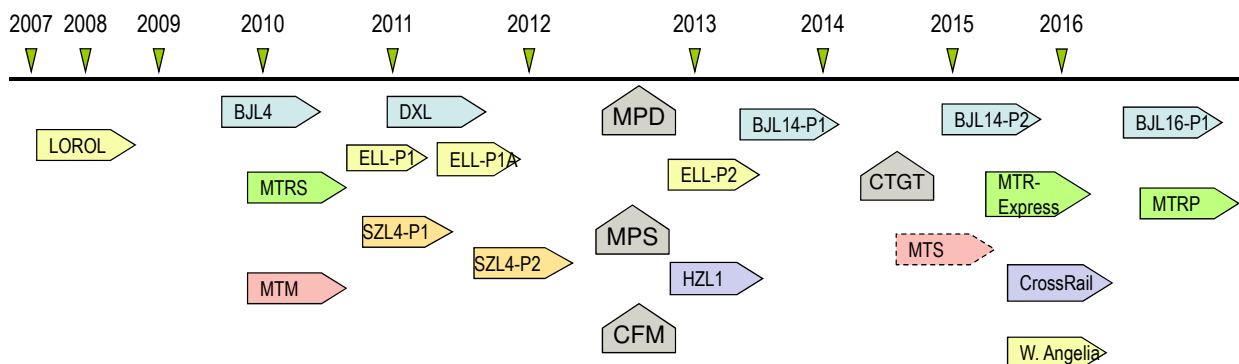 2007 2008 2009 2010 2011 2012 2013 2014 2015 2016
BJL4 DXL MPD BJL14-P1 BJL14-P2 BJL16-P1
LOROL ELL-P1 ELL-P1A ELL-P2 CTGT
MTRS MTR-
Express MTRP
SZL4-P1 MPS MTS
SZL4-P2 HZL1 CrossRail
MTM
CFM W. Angelia